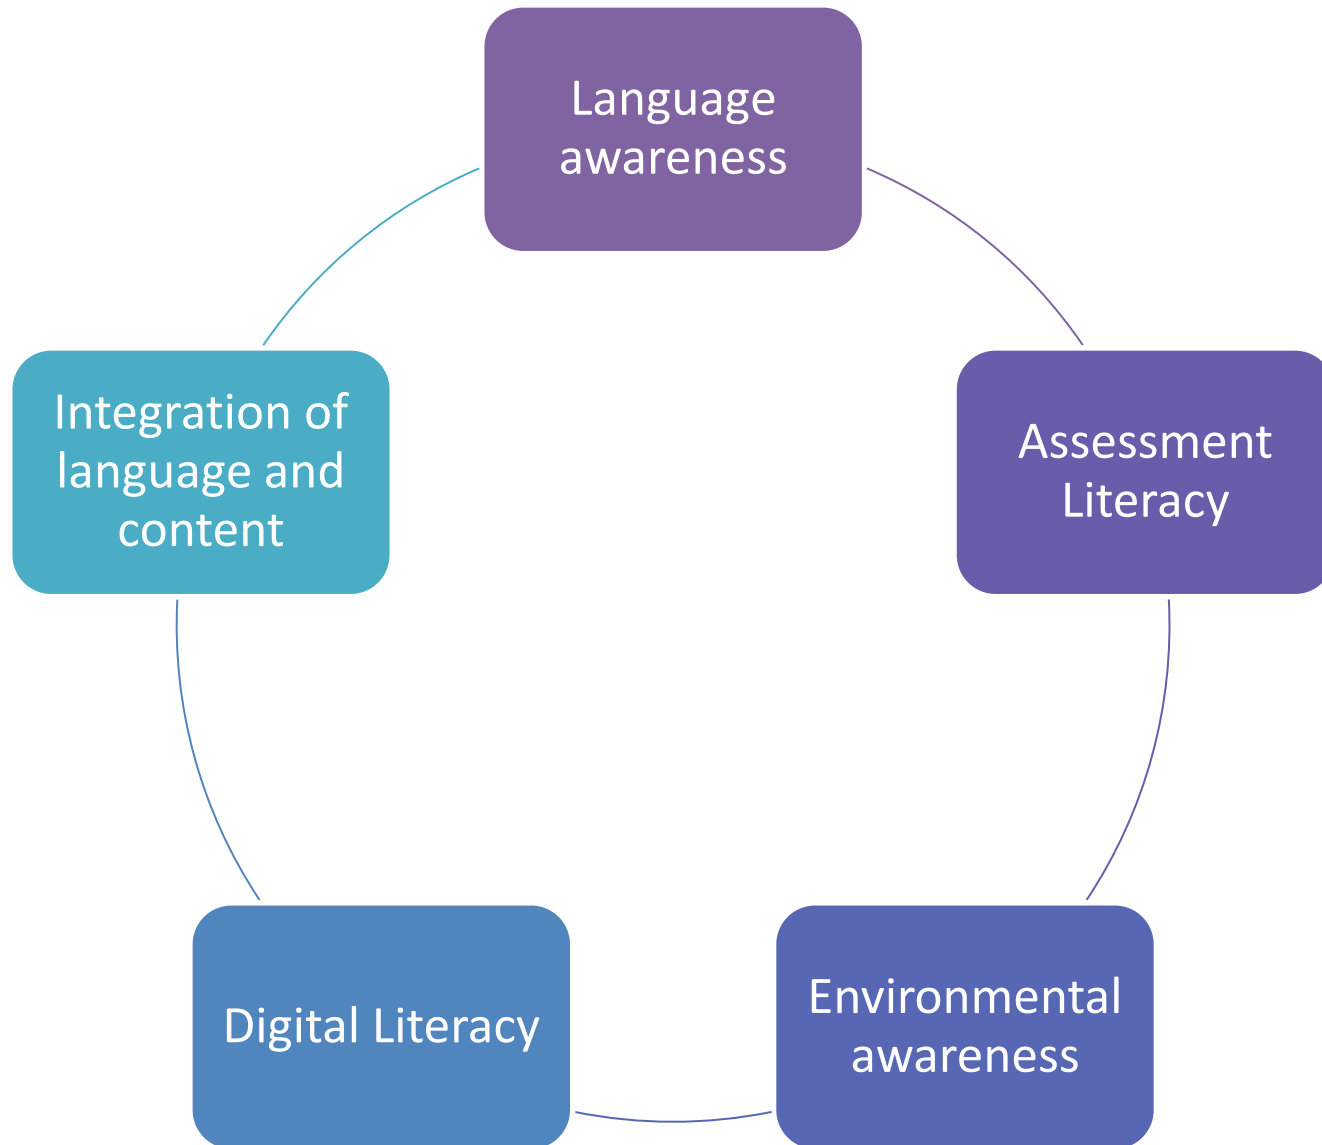 Language
awareness
Assessment
Literacy
Environmental
awareness
Digital Literacy
Integration of
language and
content